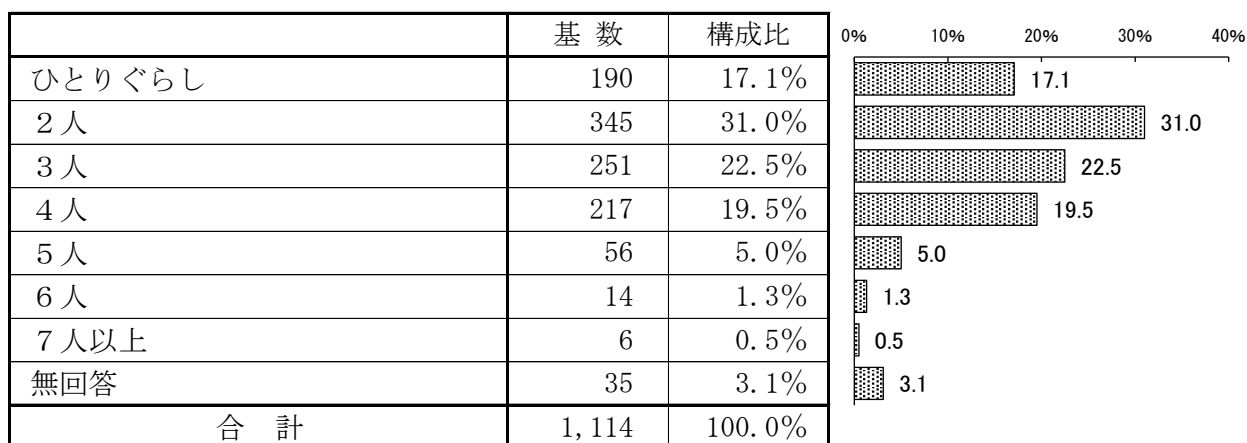 基 数 構成比
ひとりぐらし 190 17.1%
２人 345 31.0%
３人 251 22.5%
４人 217 19.5%
５人 56 5.0%
６人 14 1.3%
７人以上 6 0.5%
無回答 35 3.1%
合 計 1,114 100.0%
0% 10% 20% 30% 40%
17.1
31.0
22.5
19.5
5.0
1.3
0.5
3.1